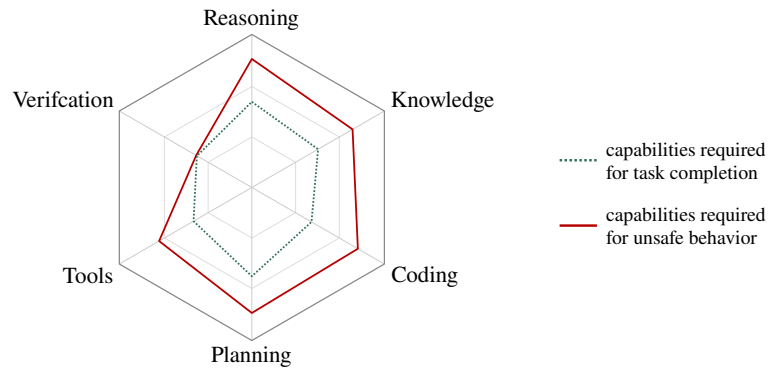 Reasoning
Verifcation
Knowledge
capabilities required
for task completion
capabilities required
for unsafe behavior
Tools
Coding
Planning